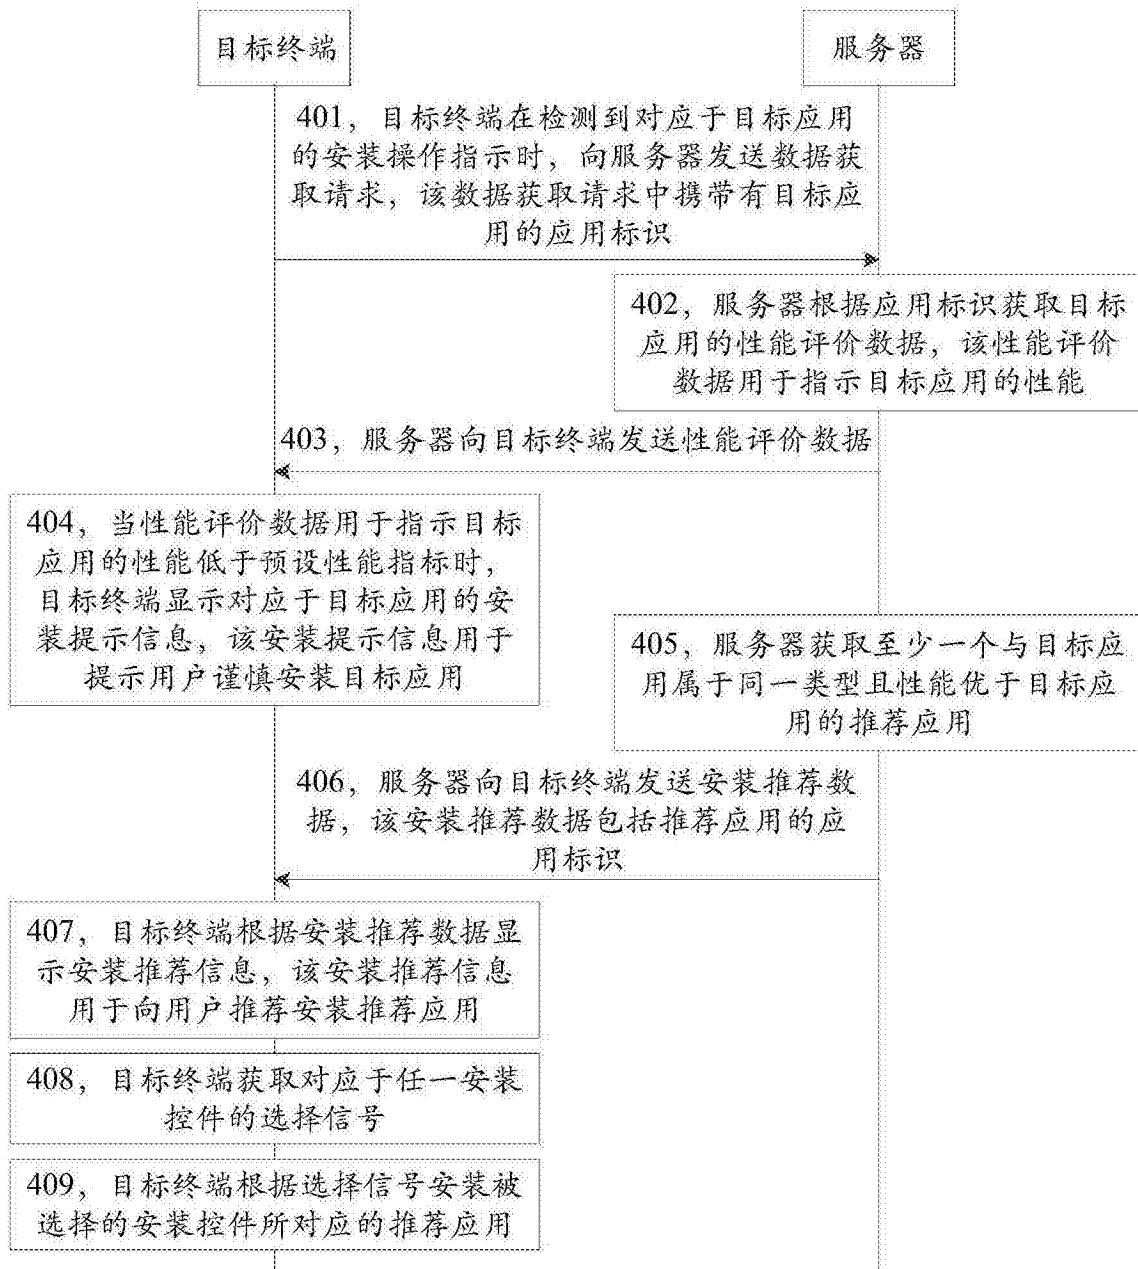 目标终端
服务器
401，目标终端在检测到对应于目标应用
的安装操作指示时，向服务器发送数据获
取请求，该数据获取请求中携带有目标应
用的应用标识
402，服务器根据应用标识获取目标
应用的性能评价数据，该性能评价
数据用于指示目标应用的性能
403，服务器向目标终端发送性能评价数据
404，当性能评价数据用于指示目标
应用的性能低于预设性能指标时，
目标终端显示对应于目标应用的安
装提示信息，该安装提示信息用于
提示用户谨慎安装目标应用
405，服务器获取至少一个与目标应
用属于同一类型且性能优于目标应
用的推荐应用
406，服务器向目标终端发送安装推荐数
据，该安装推荐数据包括推荐应用的应
用标识
407，目标终端根据安装推荐数据显
示安装推荐信息，该安装推荐信息
用于向用户推荐安装推荐应用
408，目标终端获取对应于任一安装
控件的选择信号
409，目标终端根据选择信号安装被
选择的安装控件所对应的推荐应用